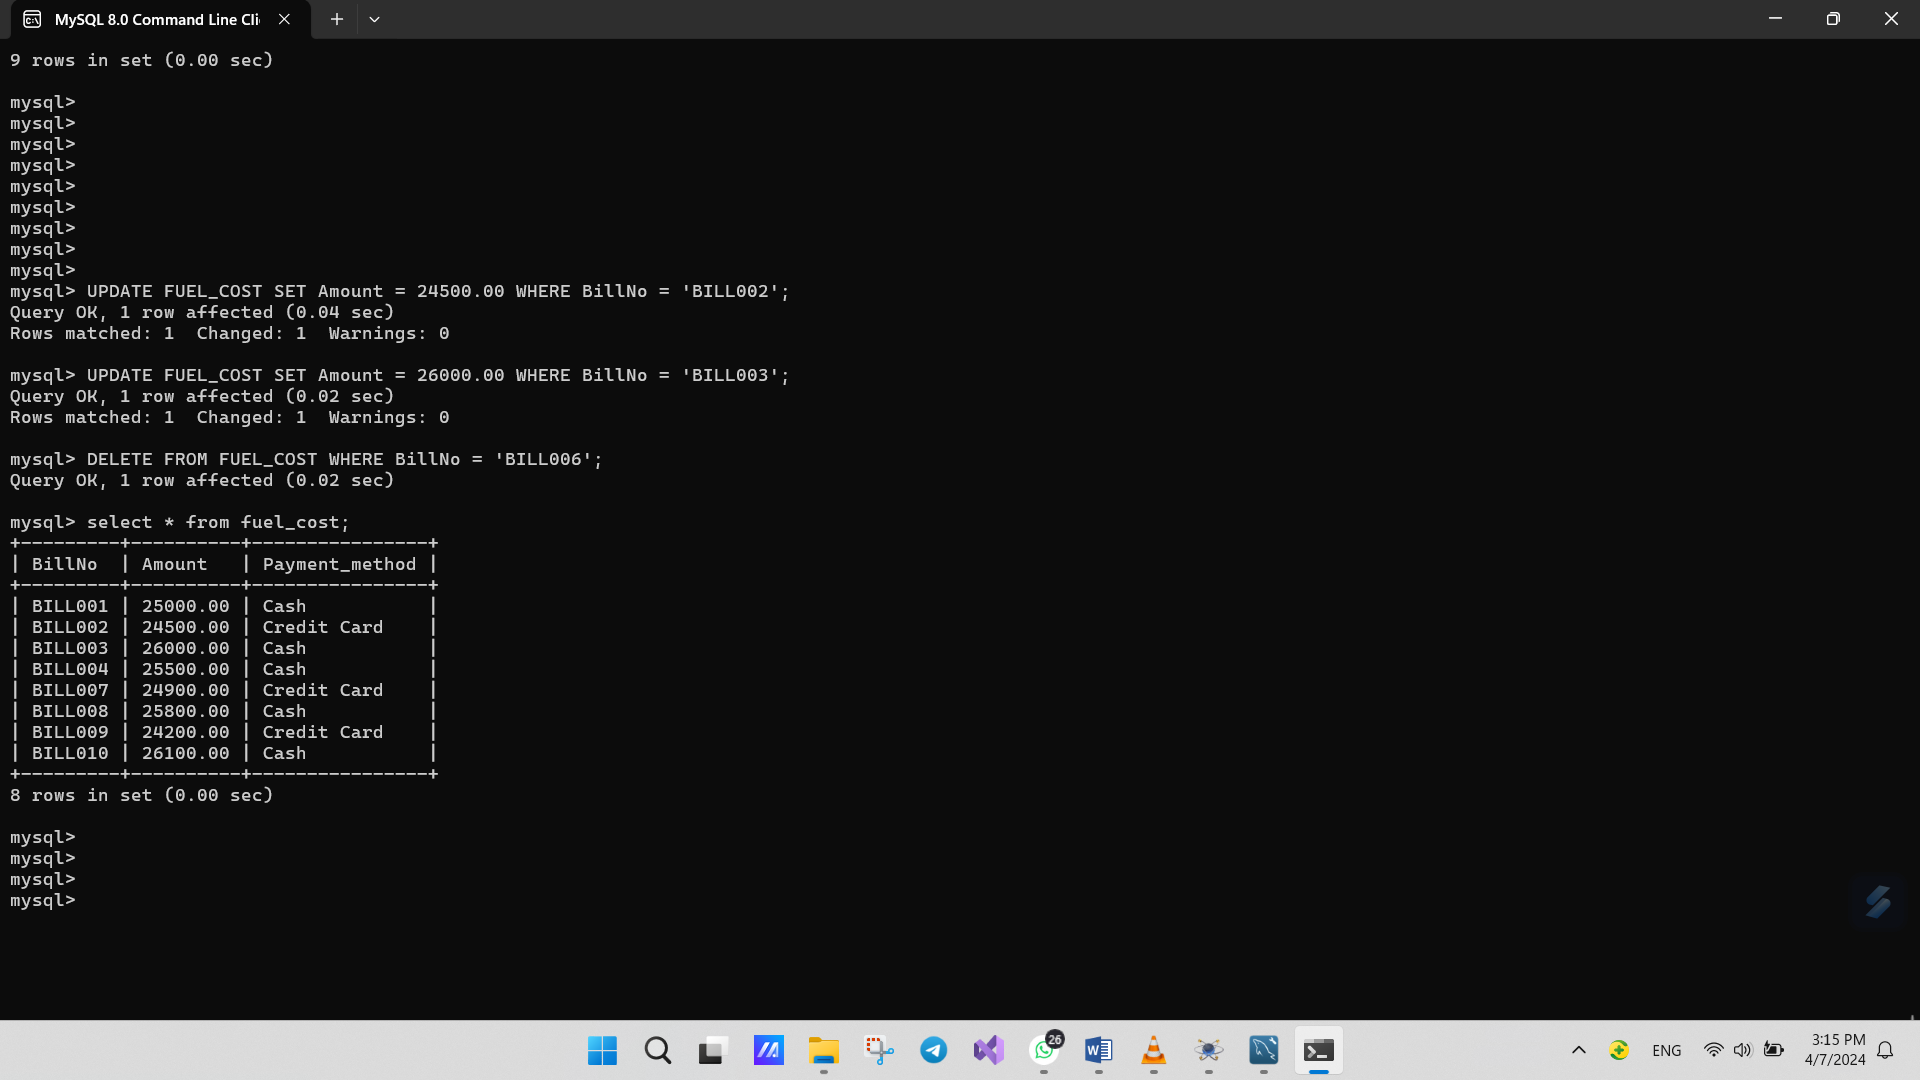 MySQL 8.0 Command Line Cli
9 rows in set (0.00 sec)
mysql>
mysql>
mysql>
mysql>
mysql>
mysql>
mysql>
mysql>
mysql>
mysql> UPDATE FUEL_COST SET Amount = 24500.00 WHERE BillNo = 'BILL002';
Query OK, 1 row affected (0.04 sec)
Rows matched: 1  Changed: 1  Warnings: 0
mysql> UPDATE FUEL_COST SET Amount = 26000.00 WHERE BillNo = 'BILL003';
Query OK, 1 row affected (0.02 sec)
Rows matched: 1  Changed: 1  Warnings: 0
mysql> DELETE FROM FUEL_COST WHERE BillNo = 'BILL006';
Query OK, 1 row affected (0.02 sec)
mysql> select * from fuel_cost;
+---------+----------+----------------+
| BillNo  | Amount   | Payment_method |
+---------+----------+----------------+
| BILL001 | 25000.00 | Cash           |
| BILL002 | 24500.00 | Credit Card    |
| BILL003 | 26000.00 | Cash           |
| BILL004 | 25500.00 | Cash           |
| BILL007 | 24900.00 | Credit Card    |
| BILL008 | 25800.00 | Cash           |
| BILL009 | 24200.00 | Credit Card    |
| BILL010 | 26100.00 | Cash           |
+---------+----------+----------------+
8 rows in set (0.00 sec)
mysql>
mysql>
mysql>
mysql>
26
ENG
3:15 PM
4/7/2024